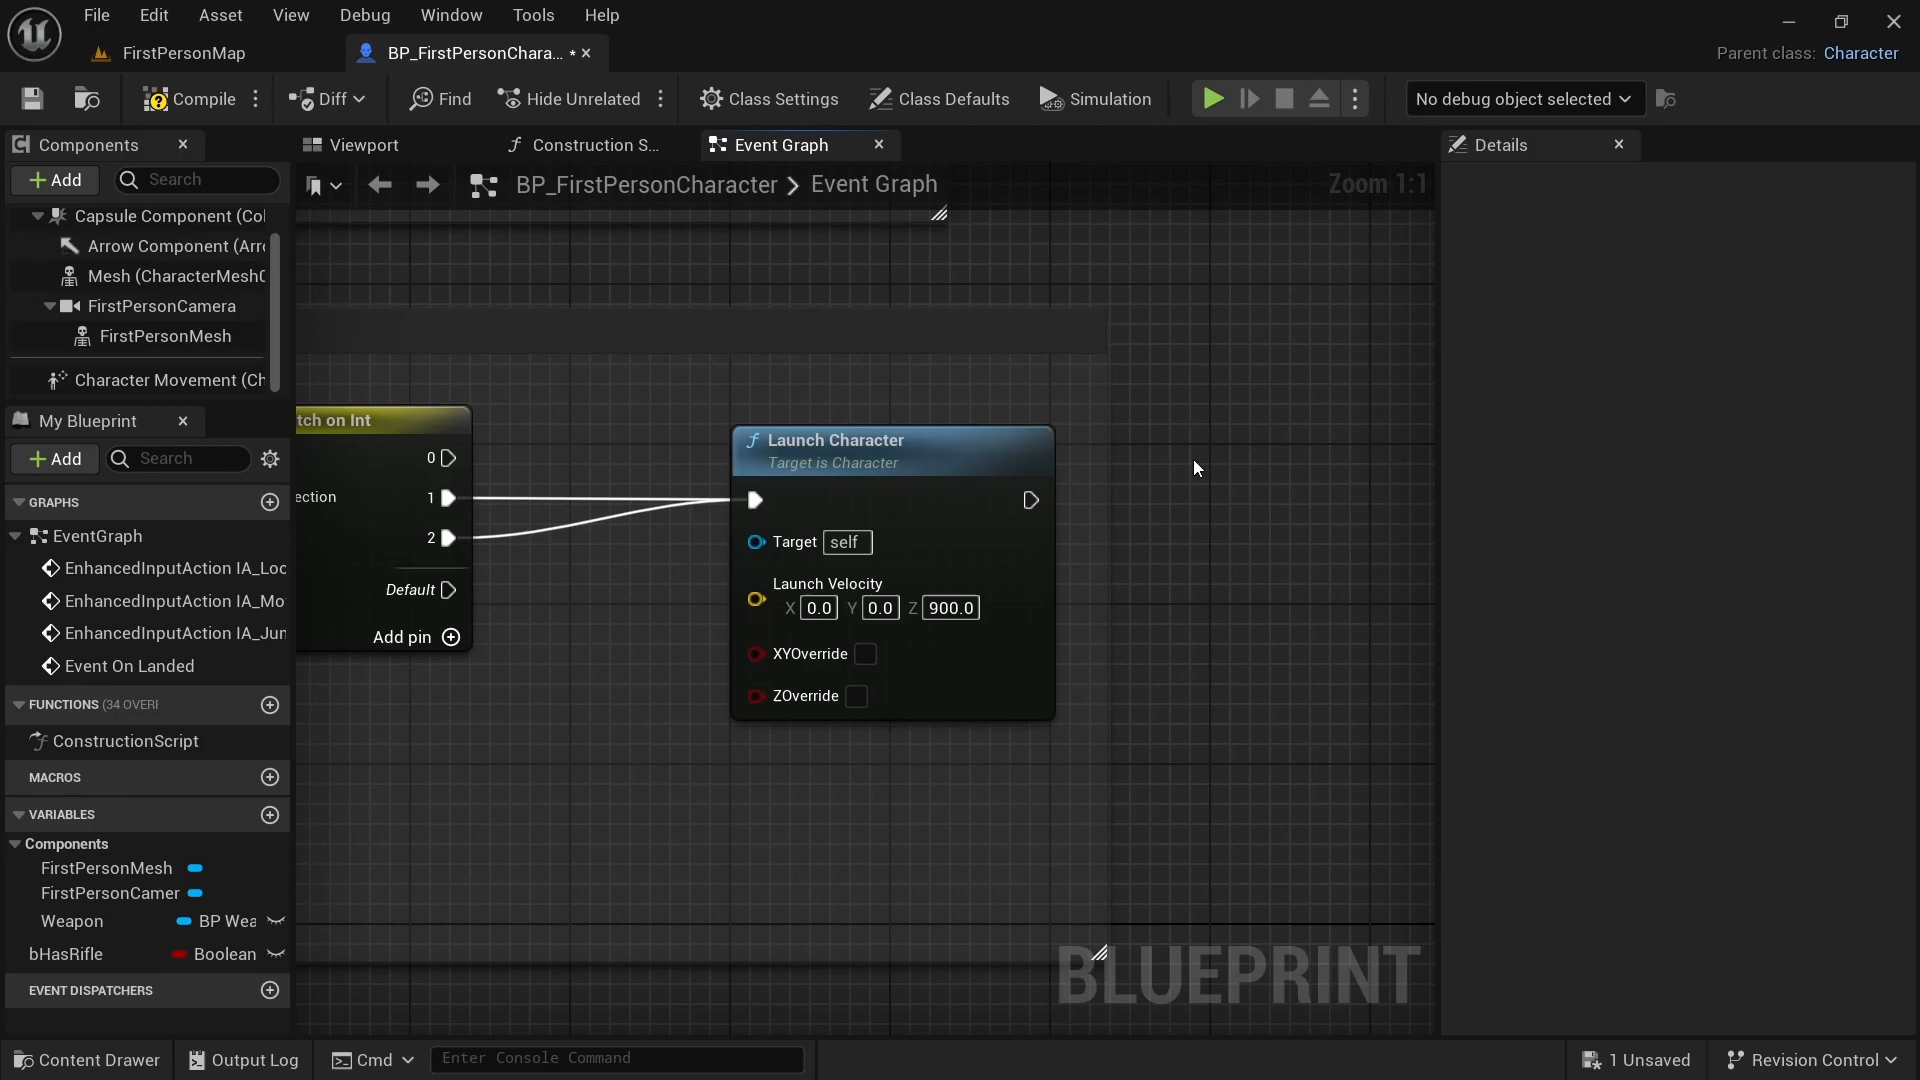 File Edit Asset View Debug Window Tools Help
FirstPersonMap
BP_FirstPersonChara... *
Parent class: Character
Compile
Diff
Find
Hide Unrelated
Class Settings
Class Defaults
Simulation
No debug object selected
Components
Viewport
Construction S...
Event Graph
Details
Add
Search
BP_FirstPersonCharacter > Event Graph
Zoom 1:1
Capsule Component (Col
Arrow Component (Arro
Mesh (CharacterMesh0
FirstPersonCamera
FirstPersonMesh
Character Movement (Ch
My Blueprint
Add
Search
GRAPHS
EventGraph
EnhancedInputAction IA_Loo
EnhancedInputAction IA_Mo
EnhancedInputAction IA_Jum
Event On Landed
FUNCTIONS (34 OVERI
ConstructionScript
MACROS
VARIABLES
Components
FirstPersonMesh
FirstPersonCamer
Weapon BP Wea
bHasRifle Boolean
EVENT DISPATCHERS
tch on Int
0
ection 1
2
Default
Add pin
Launch Character
Target is Character
Target self
Launch Velocity
X 0.0 Y 0.0 Z 900.0
XYOverride
ZOverride
BLUEPRINT
Content Drawer
Output Log
Cmd
Enter Console Command
1 Unsaved
Revision Control